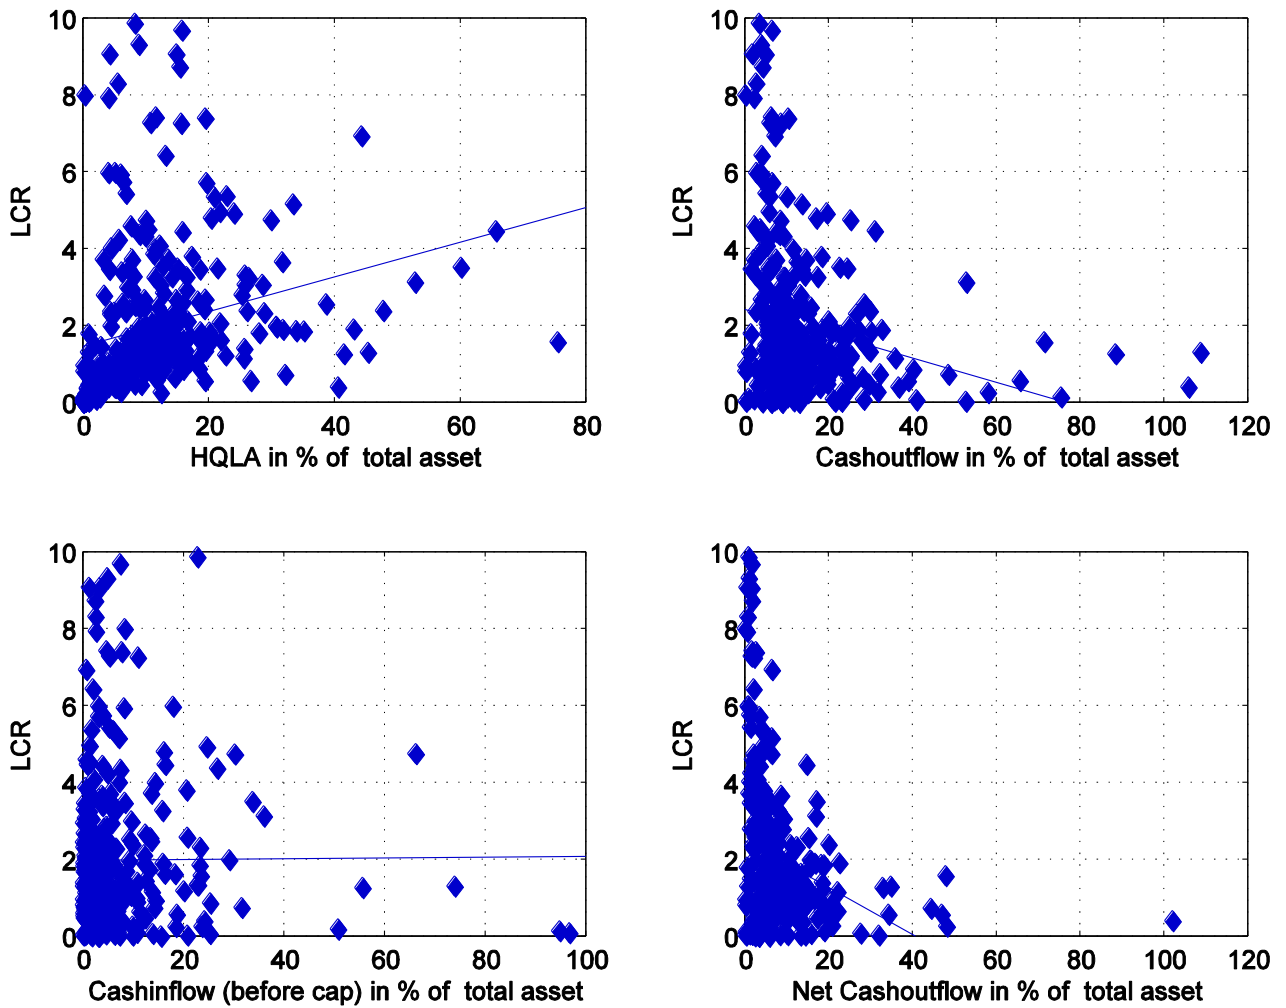 10
8
6
4
2
0
LCR
0 20 40 60 80
HQLA in % of total asset
10
8
6
4
2
0
LCR
0 20 40 60 80 100 120
Cashoutflow in % of total asset
10
8
6
4
2
0
LCR
0 20 40 60 80 100
Cashinflow (before cap) in % of total asset
10
8
6
4
2
0
LCR
0 20 40 60 80 100 120
Net Cashoutflow in % of total asset